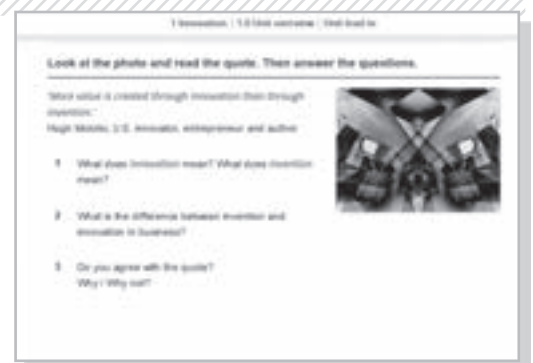 1 Innovation | 1.0 Unit welcome | Unit lead in
Look at the photo and read the quote. Then answer the questions.
'More value is created through innovation than through
invention.'
Hugh Molotsi, U.S. innovator, entrepreneur and author
1 What does innovation mean? What does invention
mean?
2 What is the difference between invention and
innovation in business?
3 Do you agree with the quote?
Why / Why not?